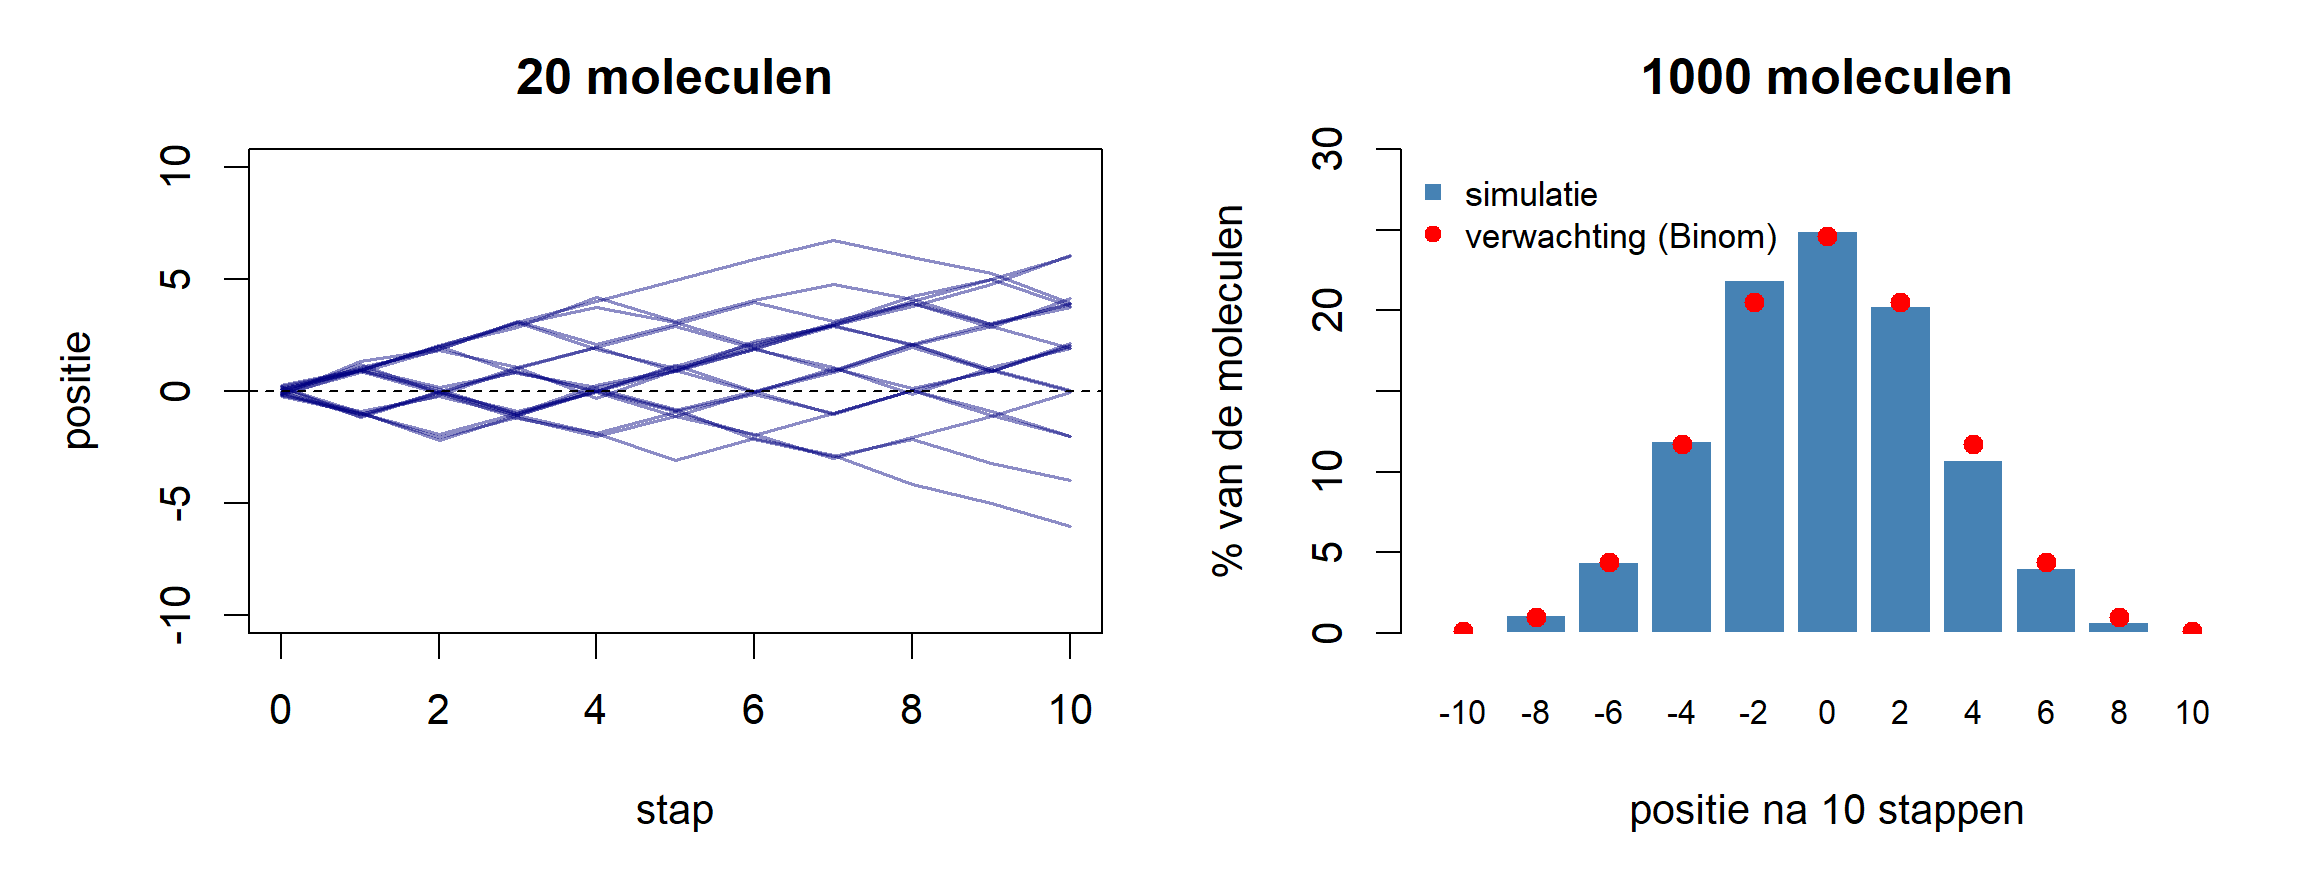 20 moleculen
10
5
0
-5
-10
positie
0 2 4 6 8 10
stap
1000 moleculen
30
20
10
5
0
% van de moleculen
simulatie
verwachting (Binom)
-10 -8 -6 -4 -2 0 2 4 6 8 10
positie na 10 stappen